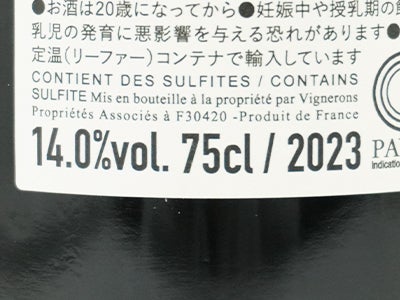 ●お酒は20歳になってから●妊娠中や授乳期の
乳児の発育に悪影響を与える恐れがあります●
定温(リーファー)コンテナで輸入しています
CONTIENT DES SULFITES / CONTAINS
SULFITE Mis en bouteille à la propriété par Vignerons
Propriétés Associés à F30420 -Produit de France
14.0%vol. 75cl / 2023
PA
Indication